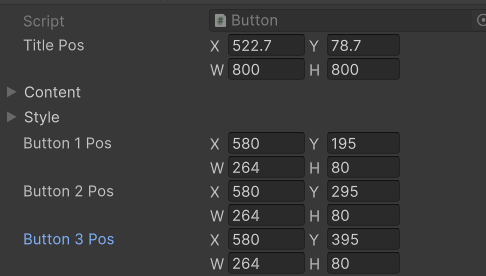 Script Button
Title Pos X 522.7 Y 78.7
W 800 H 800
Content
Style
Button 1 Pos X 580 Y 195
W 264 H 80
Button 2 Pos X 580 Y 295
W 264 H 80
Button 3 Pos X 580 Y 395
W 264 H 80